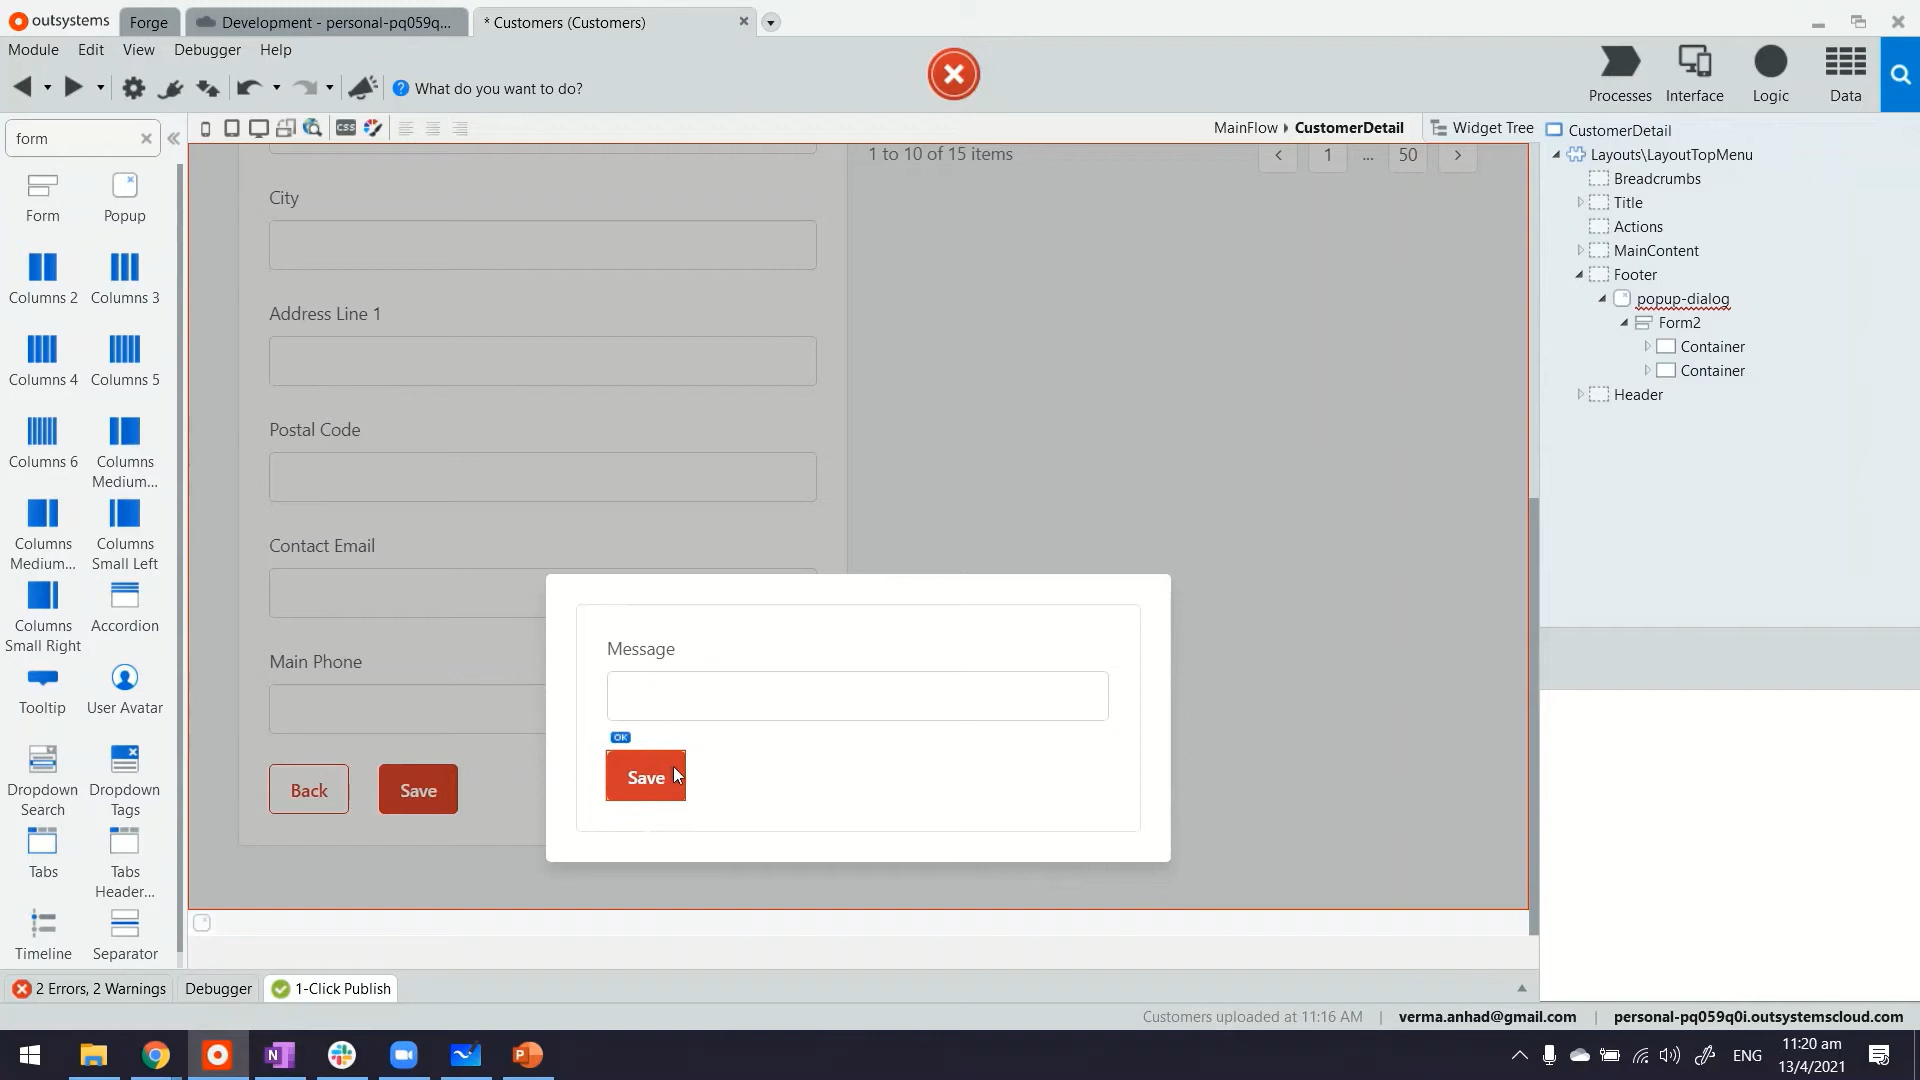 outsystems
Forge
Development - personal-pq059q...
* Customers (Customers)
Module
Edit
View
Debugger
Help
What do you want to do?
Processes
Interface
Logic
Data
form
CSS
MainFlow
CustomerDetail
Widget Tree
CustomerDetail
Layouts\LayoutTopMenu
Breadcrumbs
Title
Actions
MainContent
Footer
popup-dialog
Form2
Container
Container
Header
Form
Popup
Columns 2
Columns 3
Columns 4
Columns 5
Columns 6
Columns
Medium...
Columns
Medium...
Columns
Small Left
Columns
Small Right
Accordion
Tooltip
User Avatar
Dropdown
Search
Dropdown
Tags
Tabs
Tabs
Header...
Timeline
Separator
1 to 10 of 15 items
1
...
50
City
Address Line 1
Postal Code
Contact Email
Main Phone
Back
Save
Message
OK
Save
2 Errors, 2 Warnings
Debugger
1-Click Publish
Customers uploaded at 11:16 AM
verma.anhad@gmail.com
personal-pq059q0i.outsystemscloud.com
N
P
ENG
11:20 am
13/4/2021